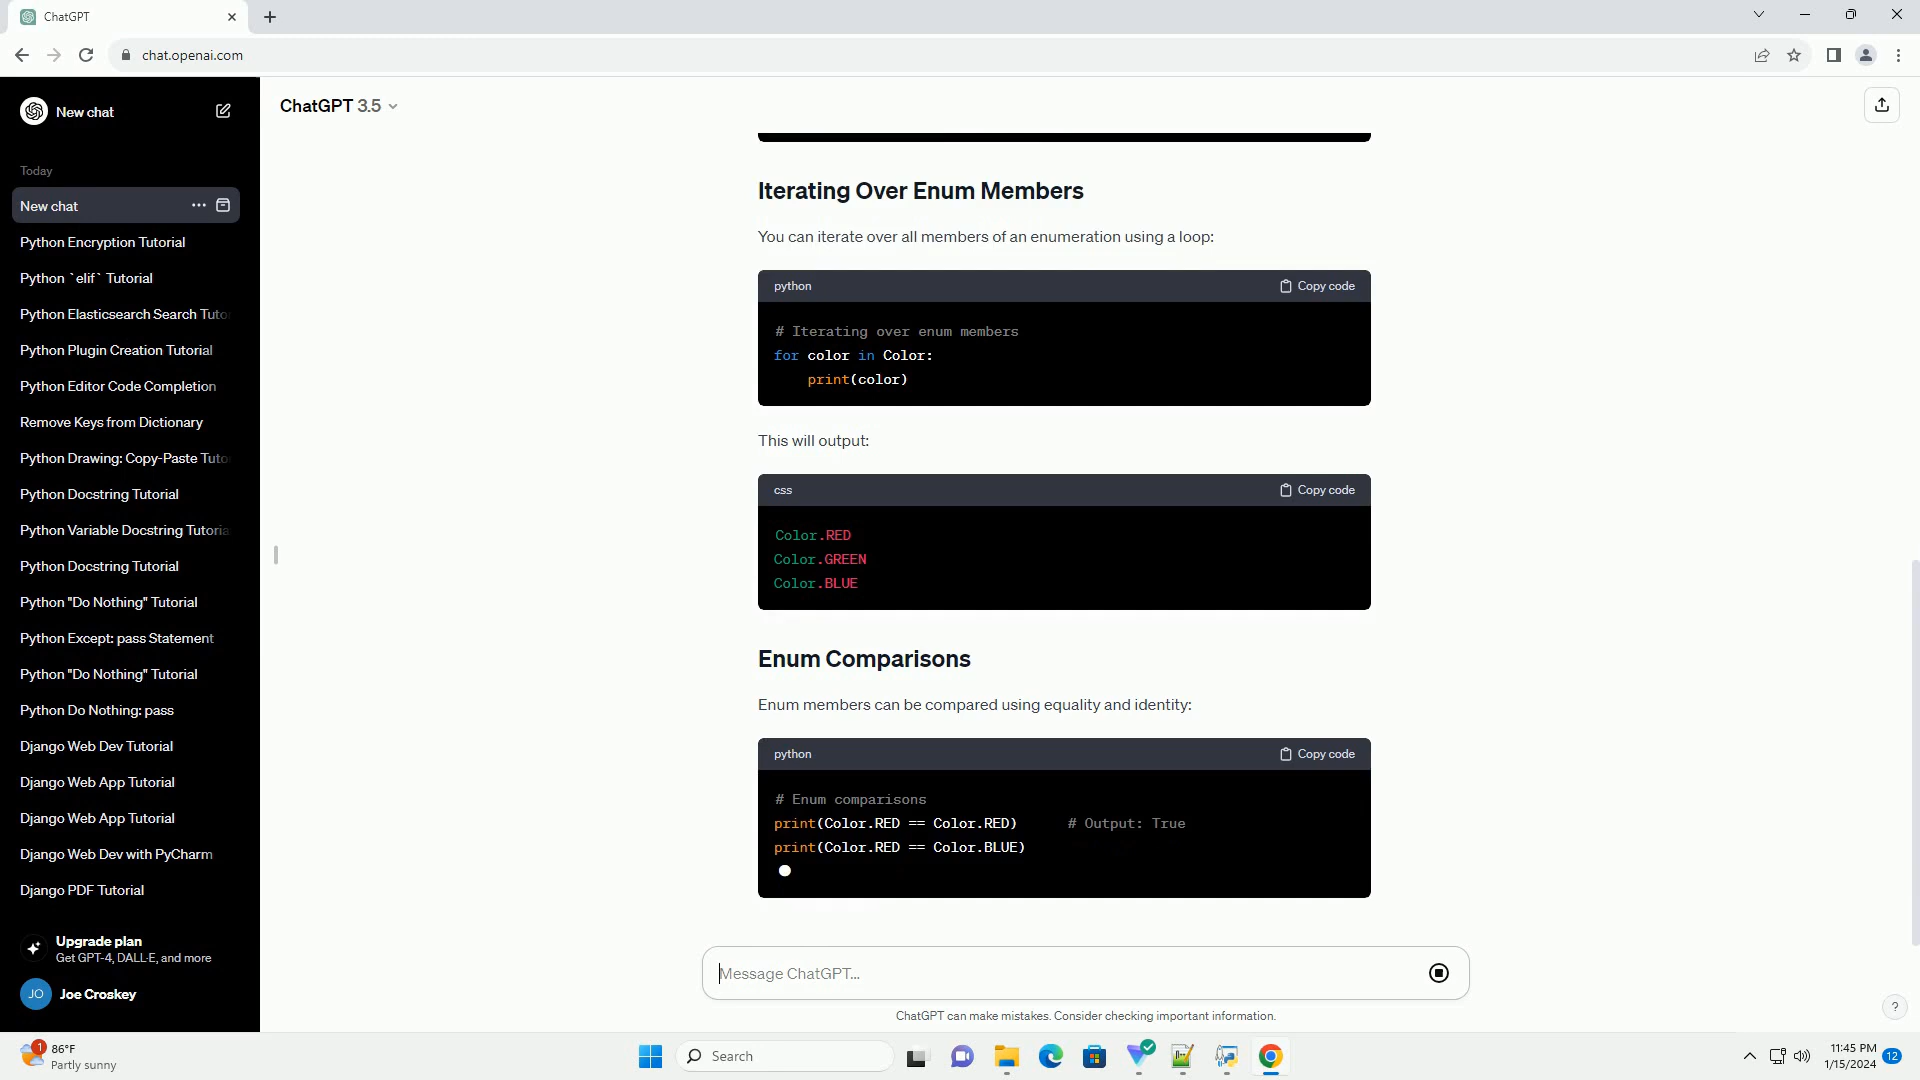 ChatGPT
chat.openai.com
New chat
Today
New chat
Python Encryption Tutorial
Python `elif` Tutorial
Python Elasticsearch Search Tuto
Python Plugin Creation Tutorial
Python Editor Code Completion
Remove Keys from Dictionary
Python Drawing: Copy-Paste Tuto
Python Docstring Tutorial
Python Variable Docstring Tutoria
Python Docstring Tutorial
Python "Do Nothing" Tutorial
Python Except: pass Statement
Python "Do Nothing" Tutorial
Python Do Nothing: pass
Django Web Dev Tutorial
Django Web App Tutorial
Django Web App Tutorial
Django Web Dev with PyCharm
Django PDF Tutorial
Upgrade plan
Get GPT-4, DALL·E, and more
JO Joe Croskey
ChatGPT 3.5
Iterating Over Enum Members
You can iterate over all members of an enumeration using a loop:
python Copy code
# Iterating over enum members
for color in Color:
print(color)
This will output:
css Copy code
Color.RED
Color.GREEN
Color.BLUE
Enum Comparisons
Enum members can be compared using equality and identity:
python Copy code
# Enum comparisons
print(Color.RED == Color.RED) # Output: True
print(Color.RED == Color.BLUE)
Message ChatGPT...
ChatGPT can make mistakes. Consider checking important information.
?
1
86°F
Partly sunny
Search
11:45 PM
1/15/2024
12